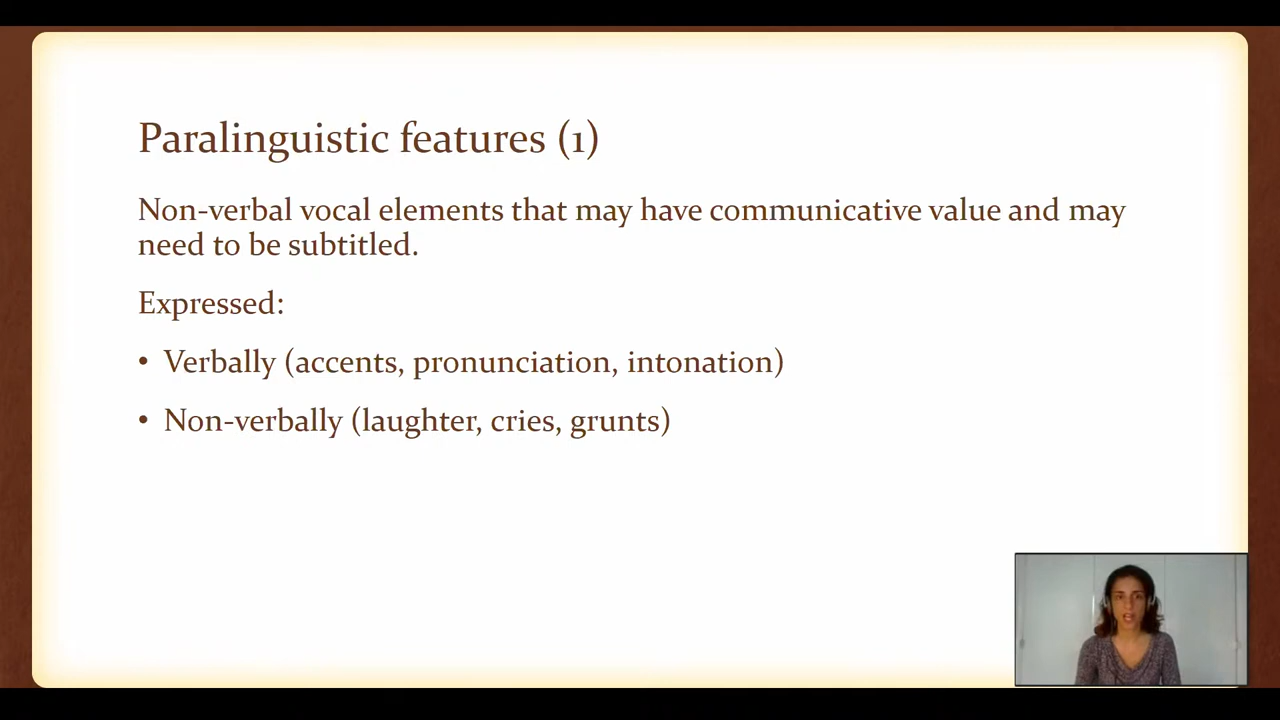 Paralinguistic features (1)
Non-verbal vocal elements that may have communicative value and may
need to be subtitled.
Expressed:
• Verbally (accents, pronunciation, intonation)
• Non-verbally (laughter, cries, grunts)